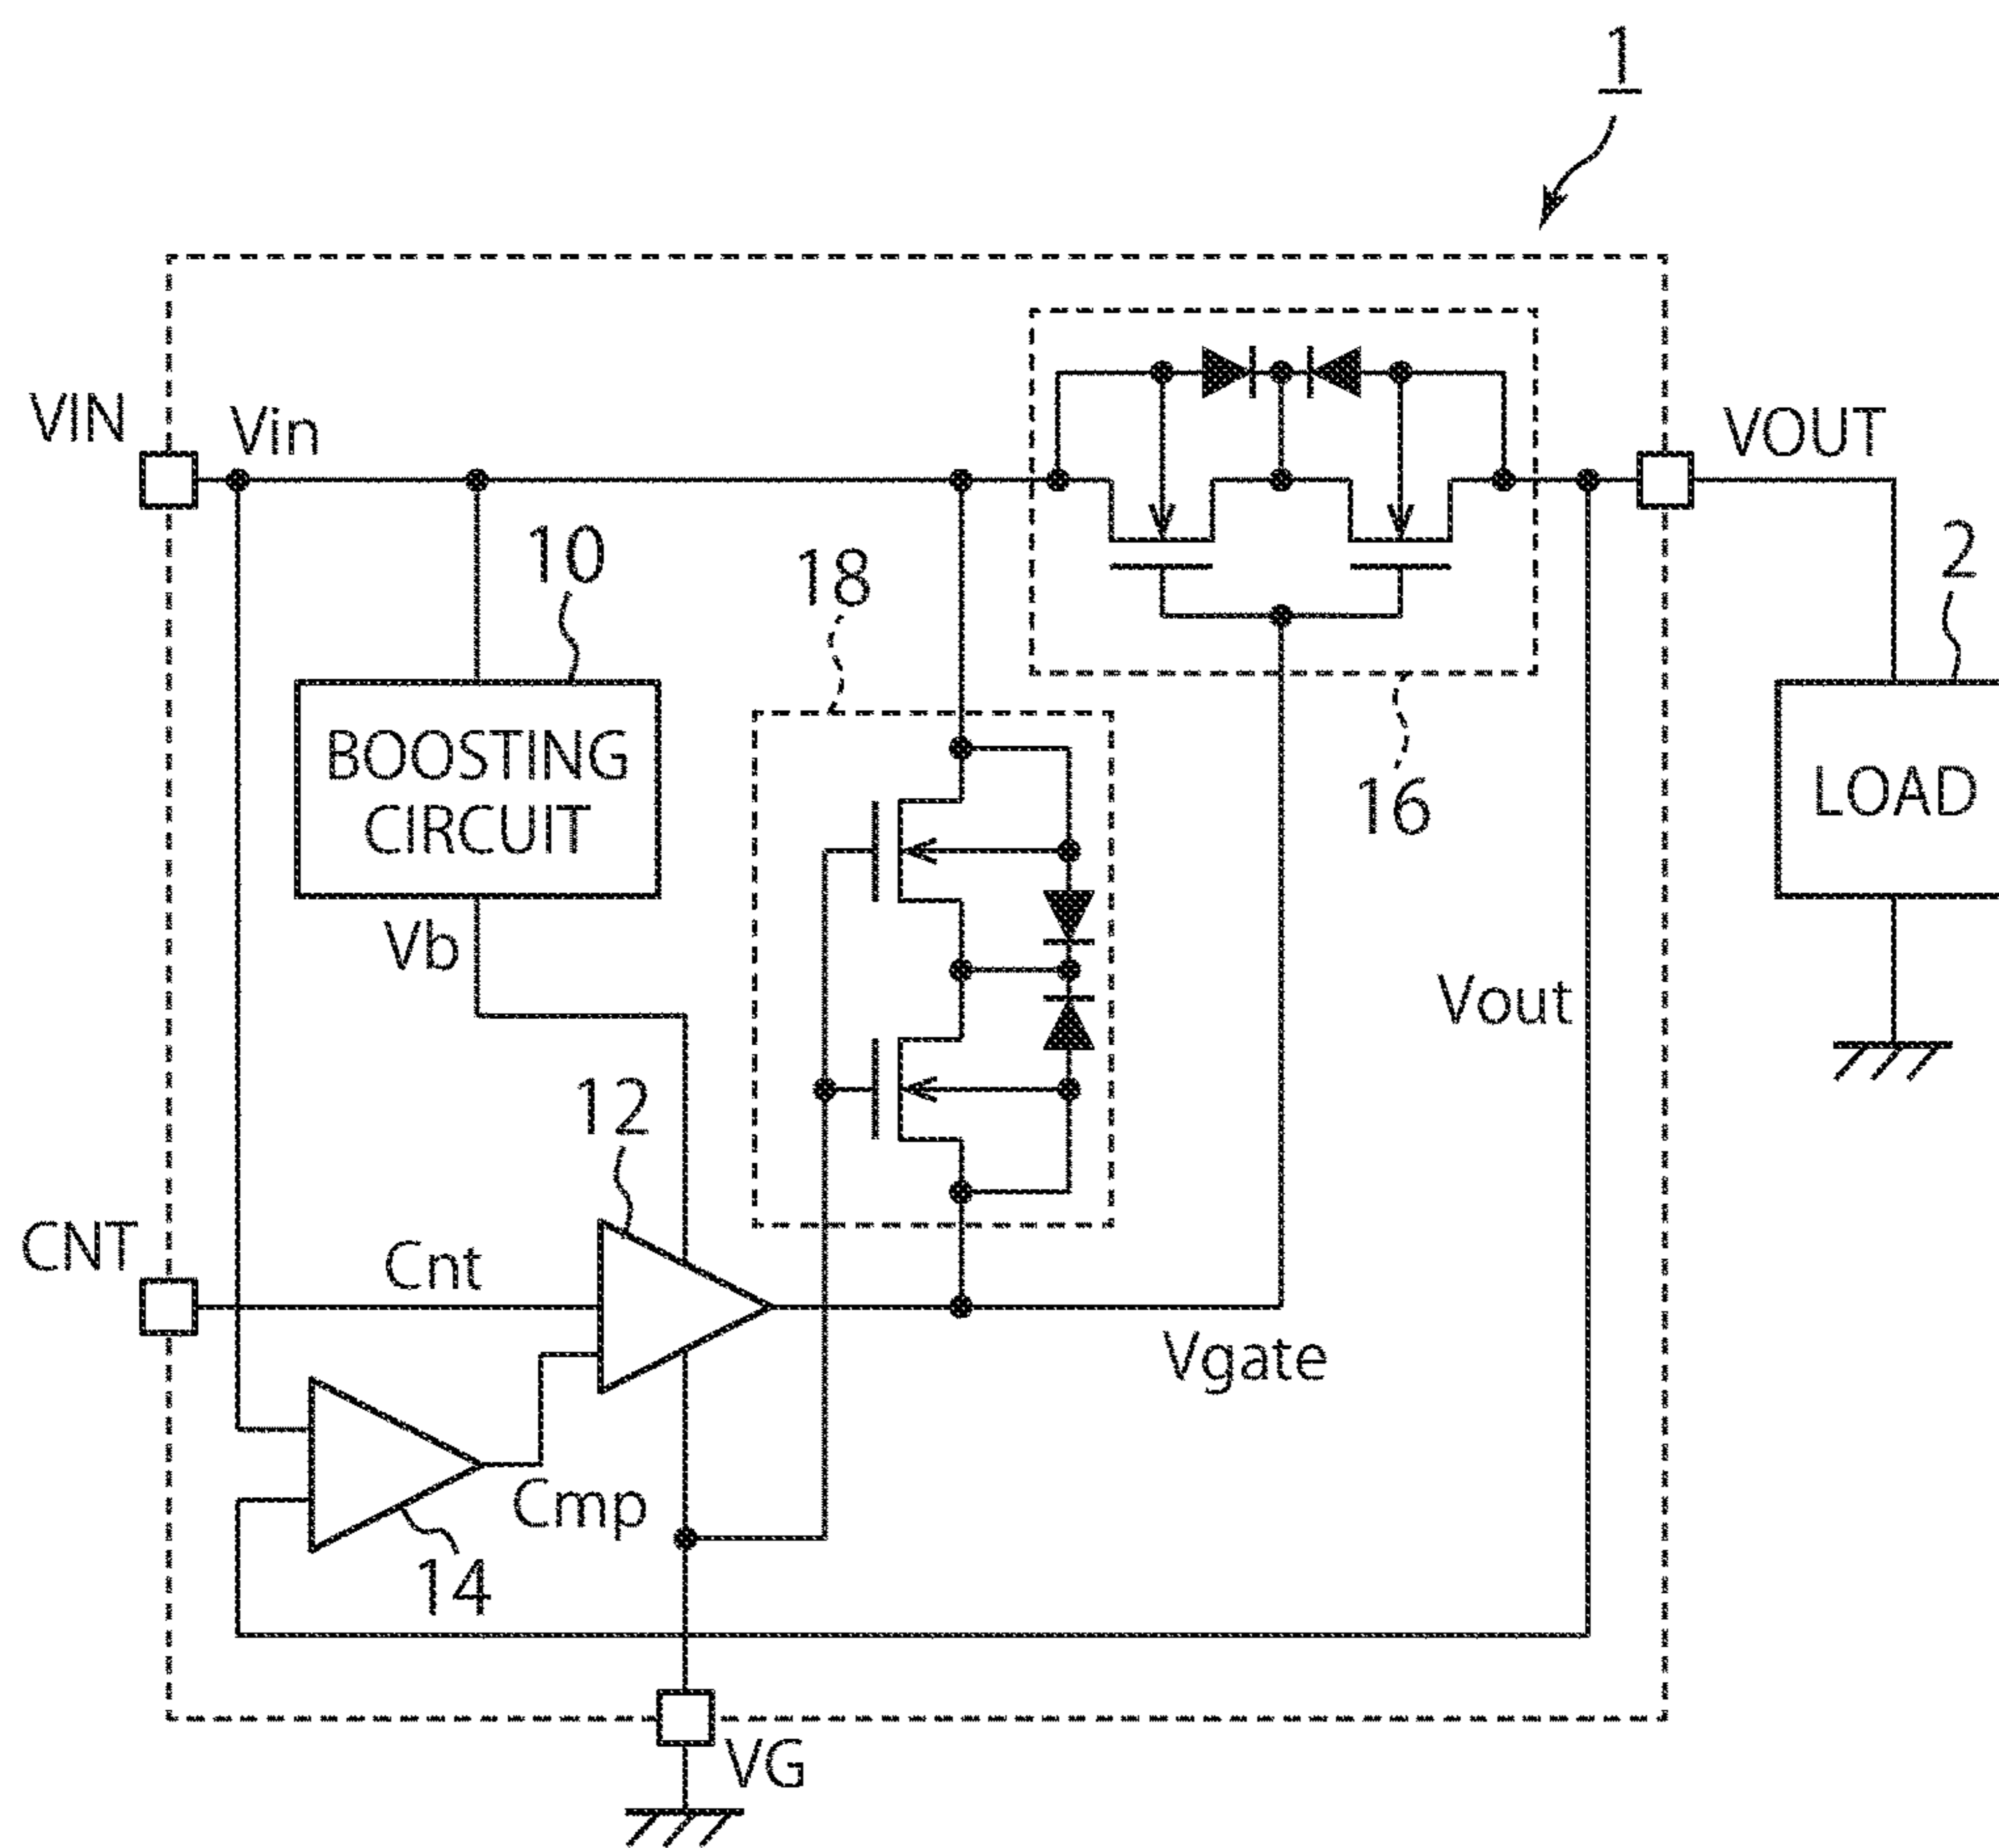 1
VIN
Vin
VOUT
10
18
2
BOOSTING
CIRCUIT
LOAD
16
Vb
Vout
12
CNT
Cnt
Vgate
Cmp
14
VG